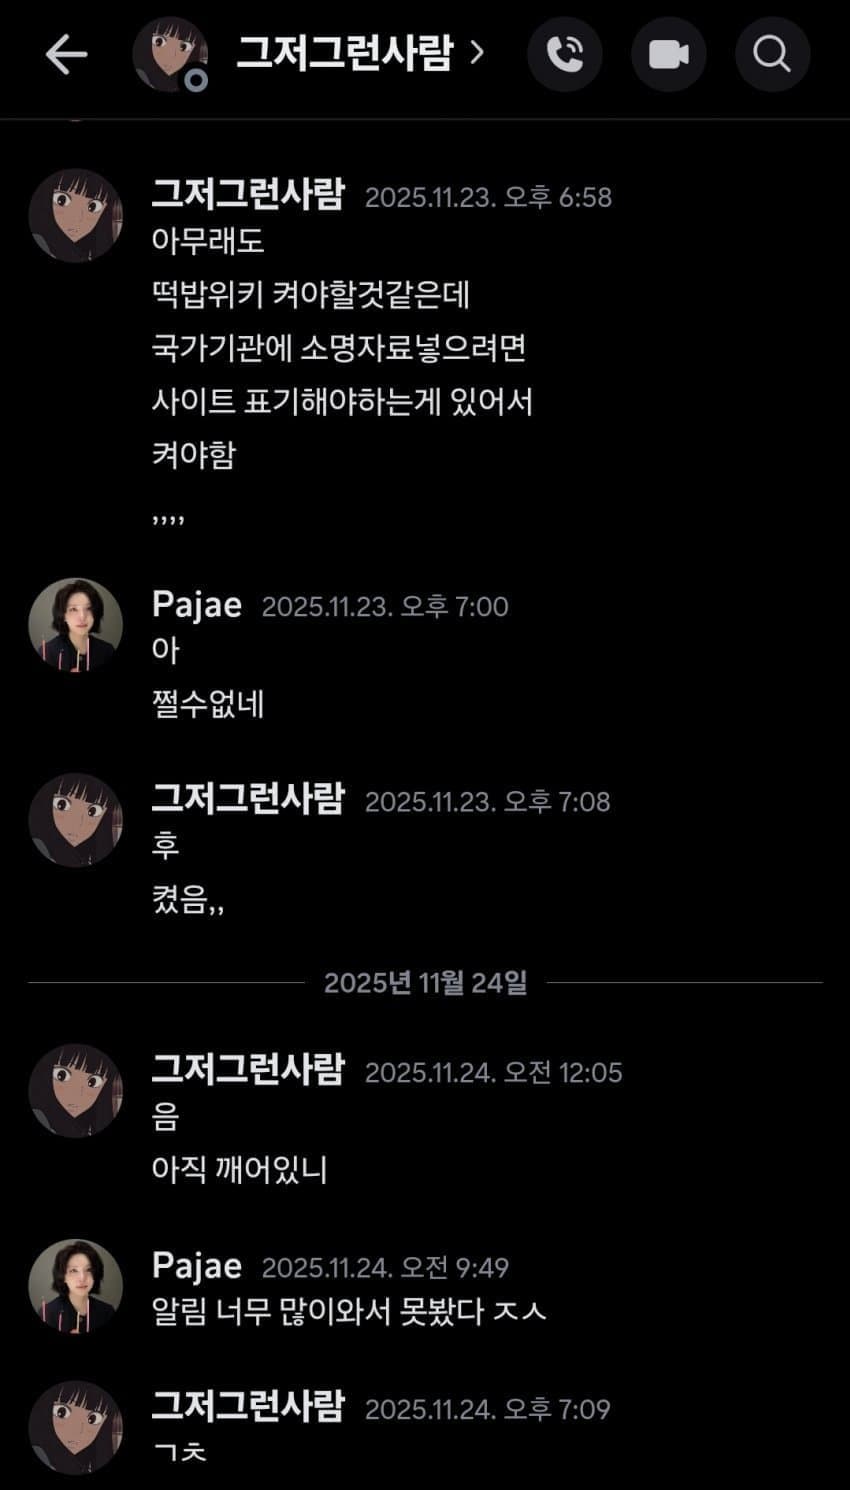 그저그런사람
그저그런사람 2025.11.23. 오후 6:58
아무래도
떡밥위키 켜야할것같은데
국가기관에 소명자료넣으려면
사이트 표기해야하는게 있어서
켜야함
,,,,
Pajae 2025.11.23. 오후 7:00
아
쩔수없네
그저그런사람 2025.11.23. 오후 7:08
후
켰음,,
2025년 11월 24일
그저그런사람 2025.11.24. 오전 12:05
음
아직 깨어있니
Pajae 2025.11.24. 오전 9:49
알림 너무 많이와서 못봤다 ㅈㅅ
그저그런사람 2025.11.24. 오후 7:09
ㄱㅊ